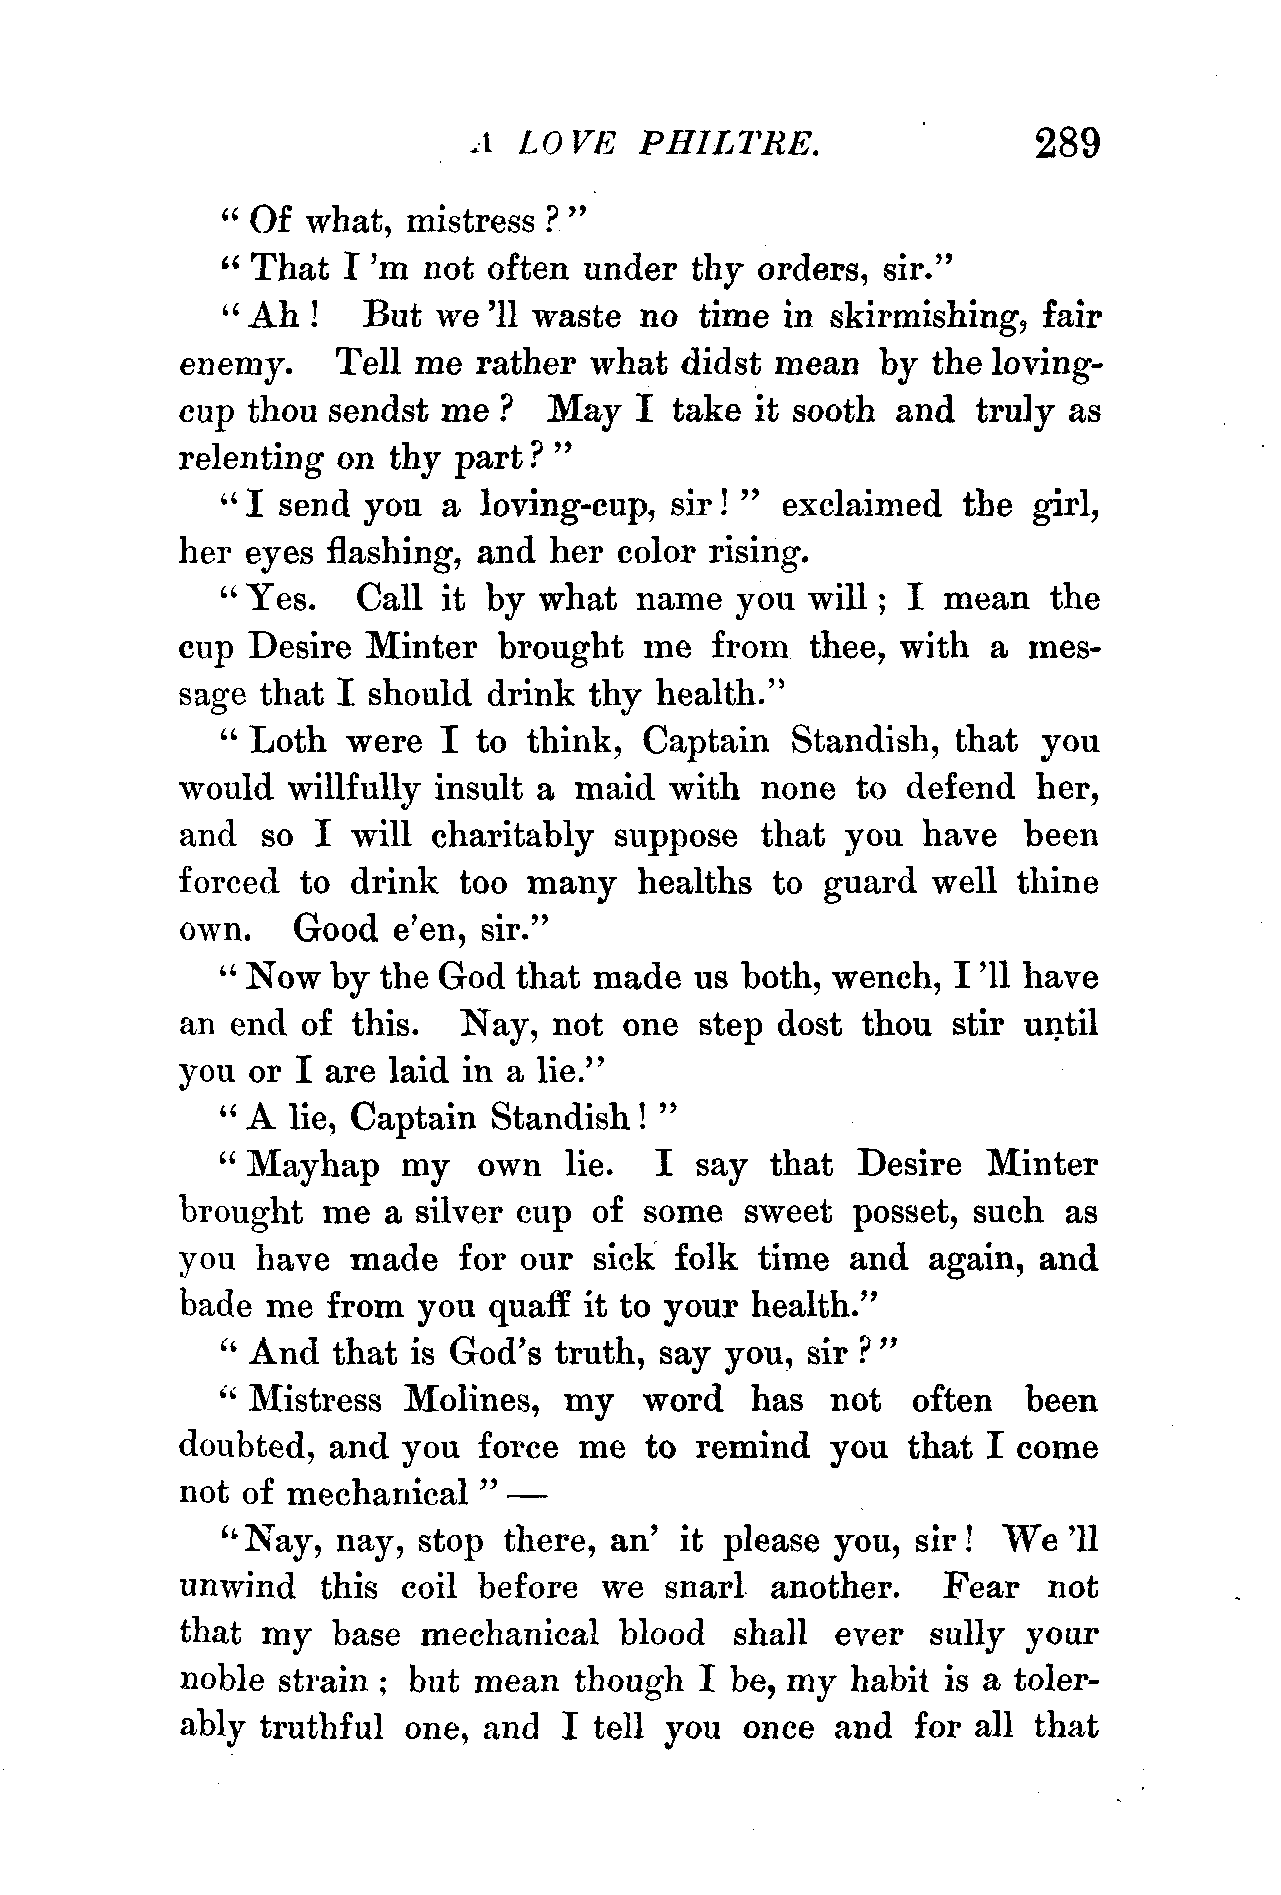 A LOVE PHILTRE. 289
"Of what, mistress?"
"That I'm not often under thy orders, sir."
"Ah! But we'll waste no time in skirmishing, fair
enemy. Tell me rather what didst mean by the loving-
cup thou sendst me? May I take it sooth and truly as
relenting on thy part?"
"I send you a loving-cup, sir!" exclaimed the girl,
her eyes flashing, and her color rising.
"Yes. Call it by what name you will; I mean the
cup Desire Minter brought me from thee, with a mes-
sage that I should drink thy health."
"Loth were I to think, Captain Standish, that you
would willfully insult a maid with none to defend her,
and so I will charitably suppose that you have been
forced to drink too many healths to guard well thine
own. Good e'en, sir."
"Now by the God that made us both, wench, I'll have
an end of this. Nay, not one step dost thou stir until
you or I are laid in a lie."
"A lie, Captain Standish!"
"Mayhap my own lie. I say that Desire Minter
brought me a silver cup of some sweet posset, such as
you have made for our sick folk time and again, and
bade me from you quaff it to your health."
"And that is God's truth, say you, sir?"
"Mistress Molines, my word has not often been
doubted, and you force me to remind you that I come
not of mechanical"—
"Nay, nay, stop there, an' it please you, sir! We'll
unwind this coil before we snarl another. Fear not
that my base mechanical blood shall ever sully your
noble strain; but mean though I be, my habit is a toler-
ably truthful one, and I tell you once and for all that